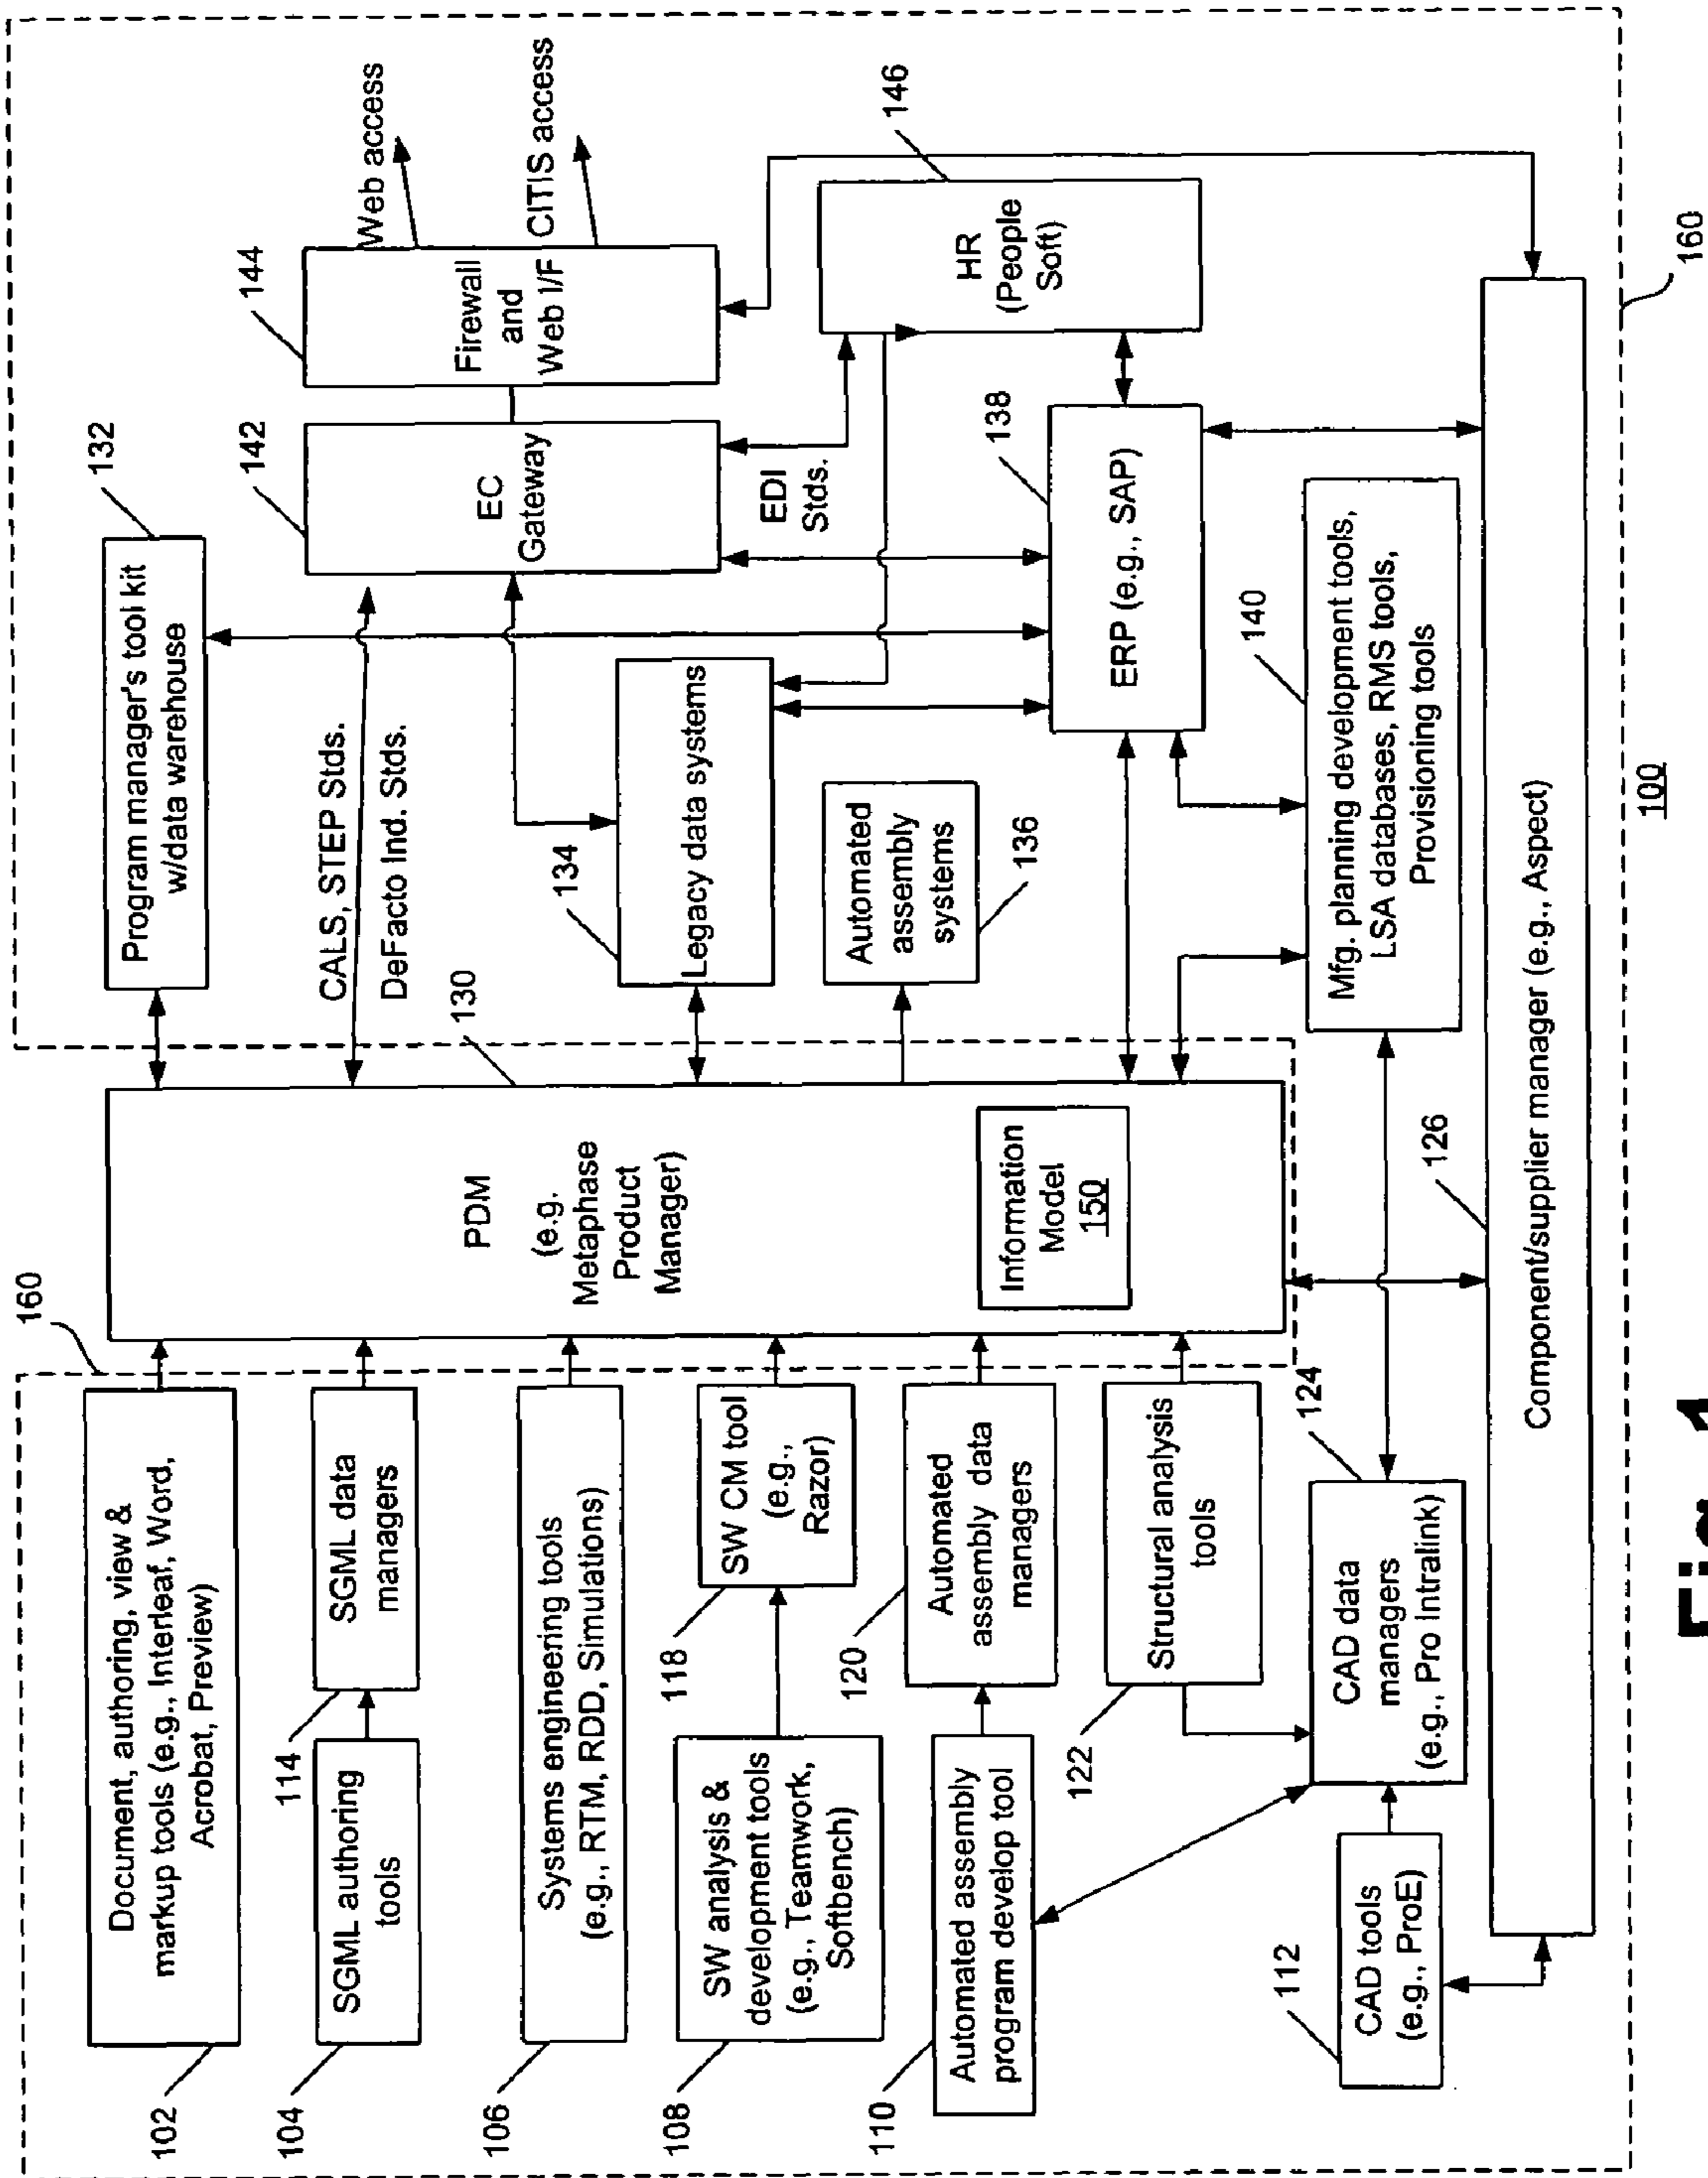 160
102
Document, authoring, view &
markup tools (e.g., Interleaf, Word,
Acrobat, Preview)
104
SGML authoring
tools
114
SGML data
managers
106
Systems engineering tools
(e.g., RTM, RDD, Simulations)
108
SW analysis &
development tools
(e.g., Teamwork,
Softbench)
118
SW CM tool
(e.g.,
Razor)
110
Automated assembly
program develop tool
120
Automated
assembly data
managers
122
Structural analysis
tools
112
CAD tools
(e.g., ProE)
124
CAD data
managers
(e.g., Pro Intralink)
130
PDM
(e.g.
Metaphase
Product
Manager)
Information
Model
150
132
Program manager's tool kit
w/data warehouse
CALS, STEP Stds.
DeFacto Ind. Stds.
142
EC
Gateway
144
Firewall
and
Web I/F
Web access
CITIS access
134
Legacy data systems
EDI
Stds.
146
HR
(People
Soft)
Automated
assembly
systems
136
138
ERP (e.g., SAP)
140
Mfg. planning development tools,
LSA databases, RMS tools,
Provisioning tools
126
Component/supplier manager (e.g., Aspect)
160
100
Fig. 1